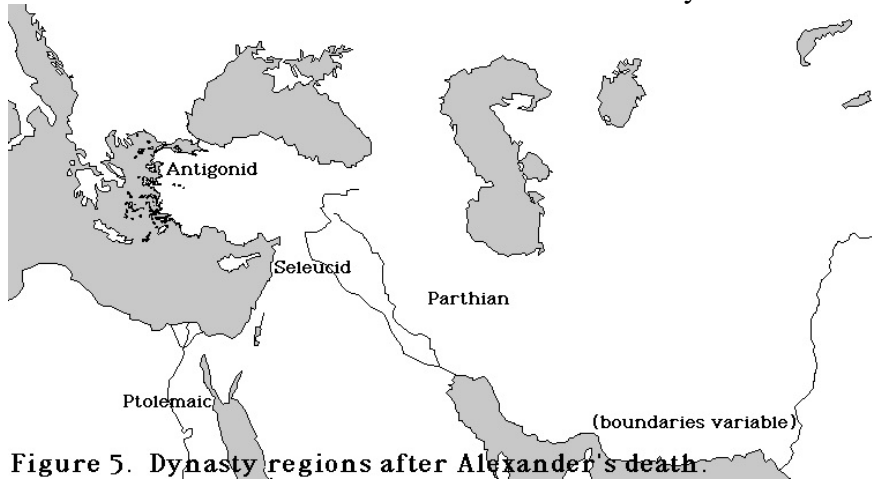 Antigonid
Seleucid
Parthian
Ptolemaic
(boundaries variable)
Figure 5. Dynasty regions after Alexander's death.